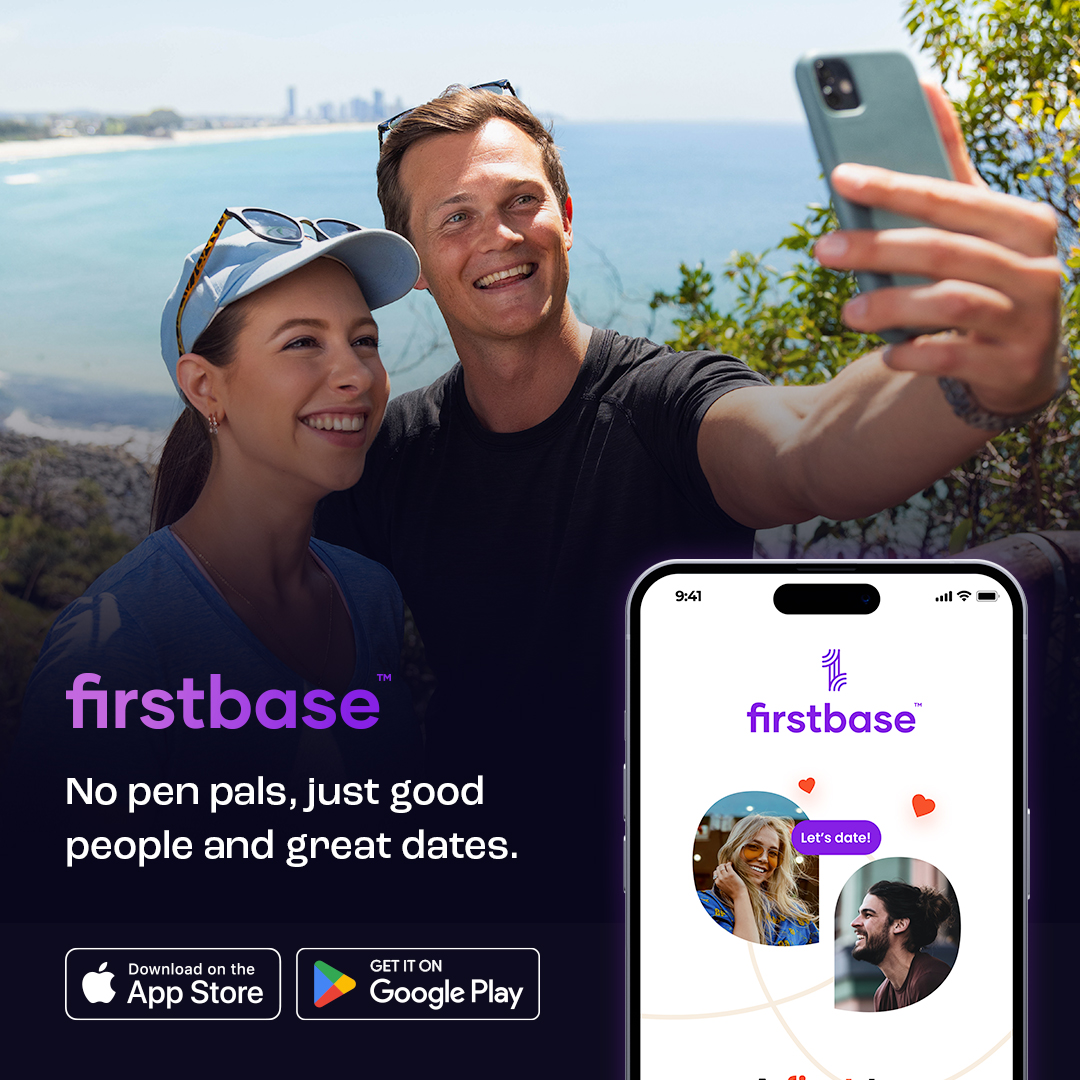 firstbase™
No pen pals, just good
people and great dates.
Download on the
App Store
GET IT ON
Google Play
9:41
firstbase™
Let's date!